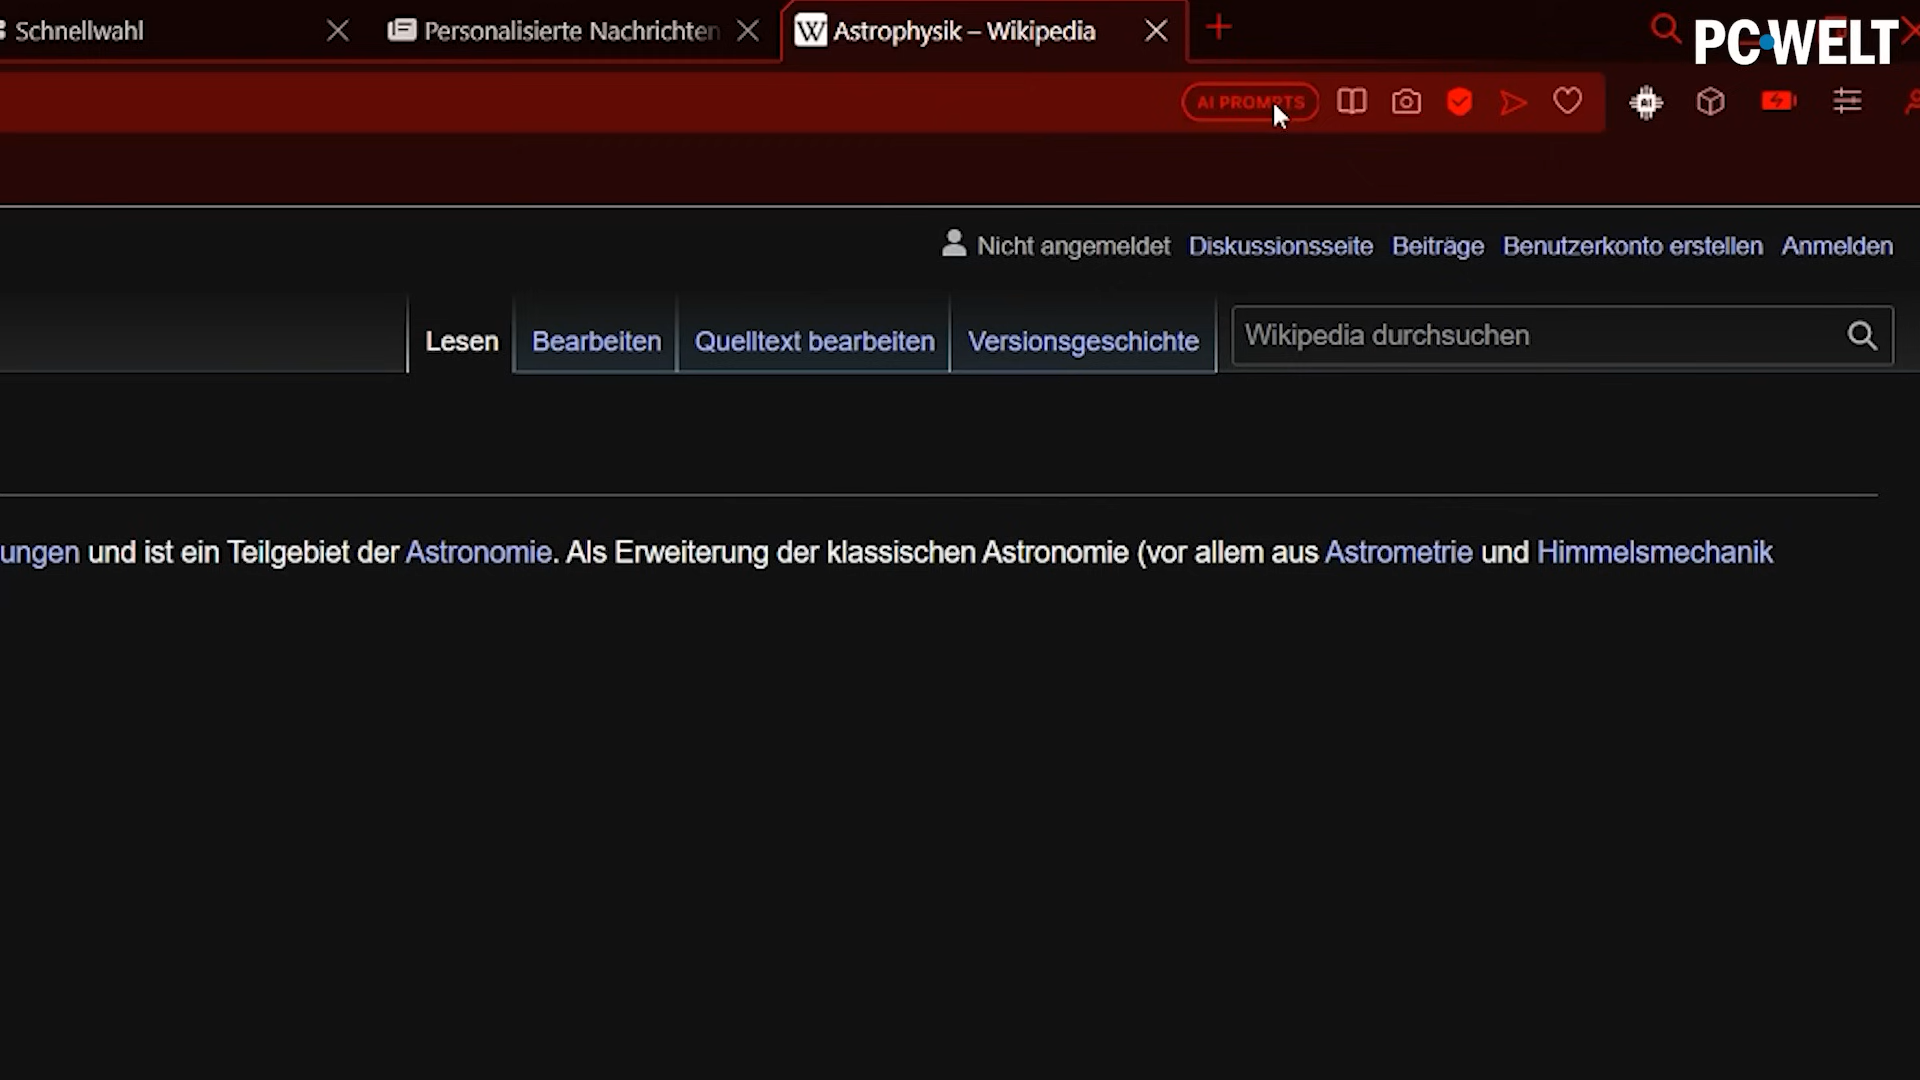 Schnellwahl
Personalisierte Nachrichten
Astrophysik – Wikipedia
PC WELT
AI PROMPTS
AI
Nicht angemeldet Diskussionsseite Beiträge Benutzerkonto erstellen Anmelden
Lesen Bearbeiten Quelltext bearbeiten Versionsgeschichte Wikipedia durchsuchen
ungen und ist ein Teilgebiet der Astronomie. Als Erweiterung der klassischen Astronomie (vor allem aus Astrometrie und Himmelsmechanik